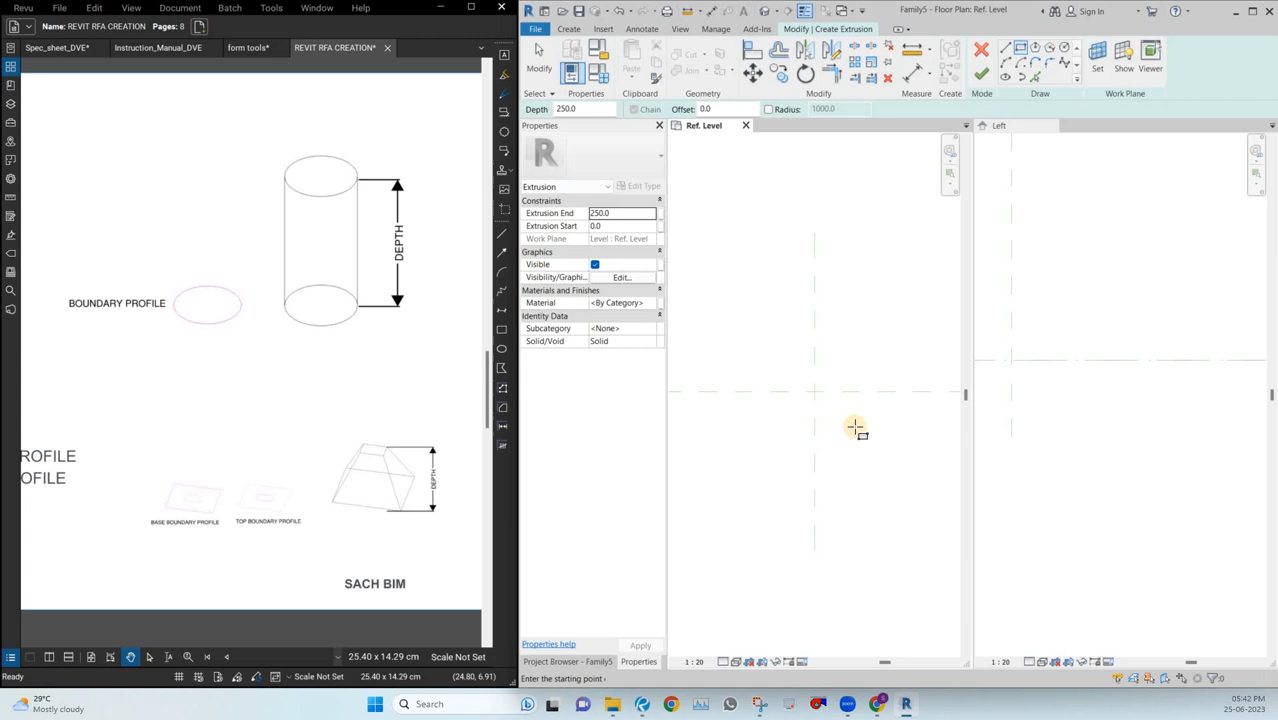 Revu File Edit View Document Batch Tools Window Help
Name: REVIT RFA CREATION Pages: 8
Spec_sheet_DVE* Instruction_Manual_DVE form tools* REVIT RFA CREATION*
DEPTH
BOUNDARY PROFILE
ROFILE
OFILE
DEPTH
BASE BOUNDARY PROFILE TOP BOUNDARY PROFILE
SACH BIM
25.40 x 14.29 cm Scale Not Set
Ready 25.40 x 14.29 cm Scale Not Set (24.80, 6.91)
Family5 - Floor Plan: Ref. Level Sign In
File Create Insert Annotate View Manage Add-Ins Modify | Create Extrusion
Modify Paste Cut Join Set Show Viewer
Select Properties Clipboard Geometry Modify Measure Create Mode Draw Work Plane
Depth 250.0 Chain Offset: 0.0 Radius: 1000.0
Properties Ref. Level Left
Extrusion Edit Type
Constraints
Extrusion End 250.0
Extrusion Start 0.0
Work Plane Level : Ref. Level
Graphics
Visible
Visibility/Graphi... Edit...
Materials and Finishes
Material <By Category>
Identity Data
Subcategory <None>
Solid/Void Solid
Properties help Apply
Project Browser - Family5 Properties 1 : 20 1 : 20
Enter the starting point :0
29°C
Mostly cloudy
Search
05:42 PM
25-06-2023